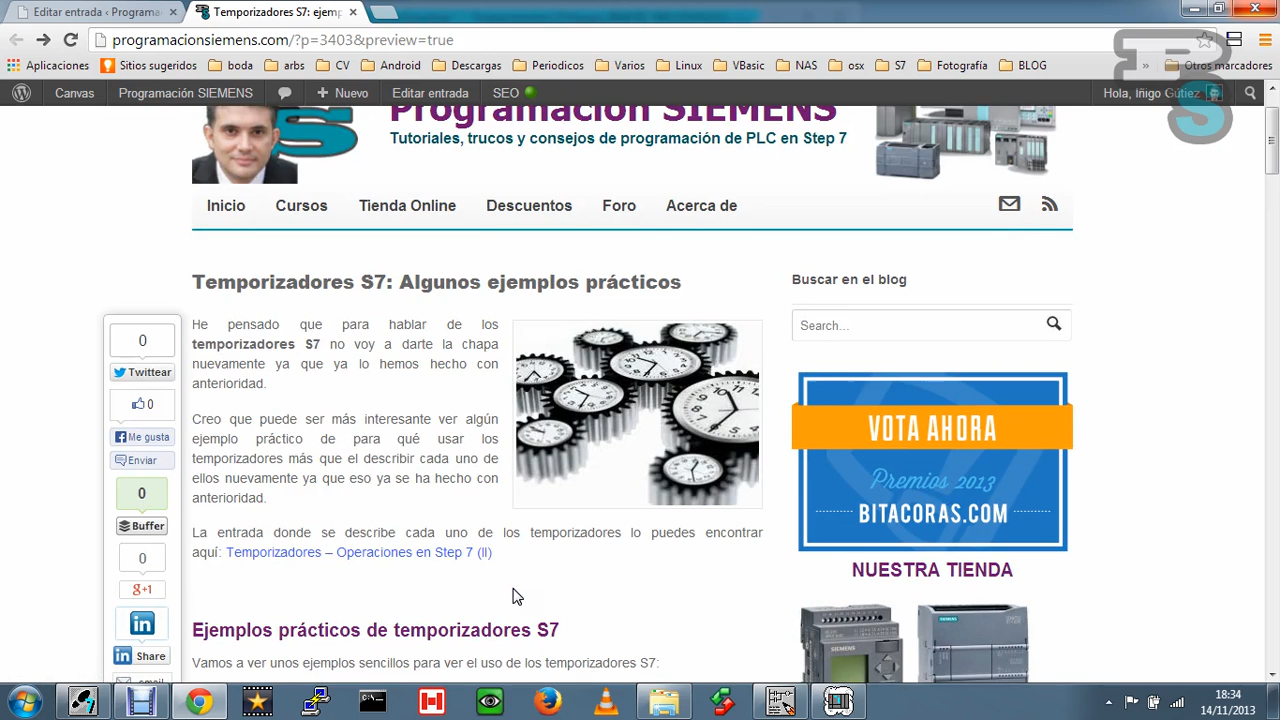 Editar entrada ‹ Programa
Temporizadores S7: ejemp
programacionsiemens.com/?p=3403&preview=true
Aplicaciones
Sitios sugeridos
boda
arbs
CV
Android
Descargas
Periodicos
Varios
Linux
VBasic
NAS
osx
S7
Fotografía
BLOG
»
Otros marcadores
Canvas
Programación SIEMENS
Nuevo
Editar entrada
SEO
Hola, Iñigo Gútiez
Programación SIEMENS
Tutoriales, trucos y consejos de programación de PLC en Step 7
Inicio
Cursos
Tienda Online
Descuentos
Foro
Acerca de
Temporizadores S7: Algunos ejemplos prácticos
He pensado que para hablar de los
temporizadores S7 no voy a darte la chapa
nuevamente ya que ya lo hemos hecho con
anterioridad.
Creo que puede ser más interesante ver algún
ejemplo práctico de para qué usar los
temporizadores más que el describir cada uno de
ellos nuevamente ya que eso ya se ha hecho con
anterioridad.
La entrada donde se describe cada uno de los temporizadores lo puedes encontrar
aquí: Temporizadores – Operaciones en Step 7 (II)
Ejemplos prácticos de temporizadores S7
Vamos a ver unos ejemplos sencillos para ver el uso de los temporizadores S7:
0
Twittear
0
Me gusta
Enviar
0
Buffer
0
g+1
Share
email
Buscar en el blog
Search...
VOTA AHORA
Premios 2013
BITACORAS.COM
NUESTRA TIENDA
SIEMENS
SIEMENS
18:34
14/11/2013